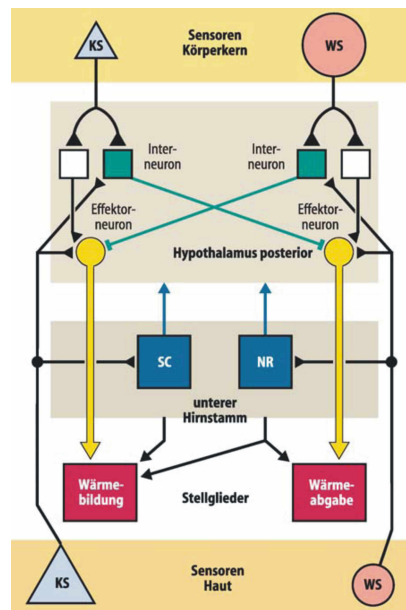 KS
Sensoren
Körperkern
WS
Inter-
neuron
Inter-
neuron
Effektor-
neuron
Effektor-
neuron
Hypothalamus posterior
SC
NR
unterer
Hirnstamm
Wärme-
bildung
Stellglieder
Wärme-
abgabe
KS
Sensoren
Haut
WS